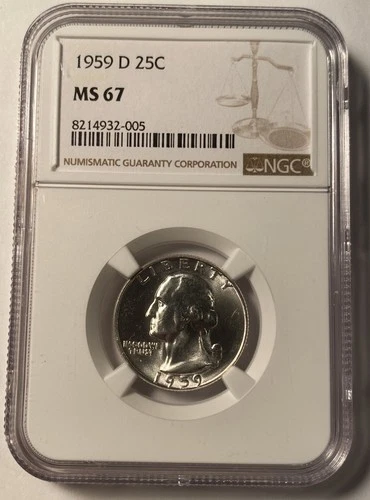 1959 D 25C
MS 67
8214932-005
NUMISMATIC GUARANTY CORPORATION NGC®
LIBERTY
IN GOD WE
TRUST
1959